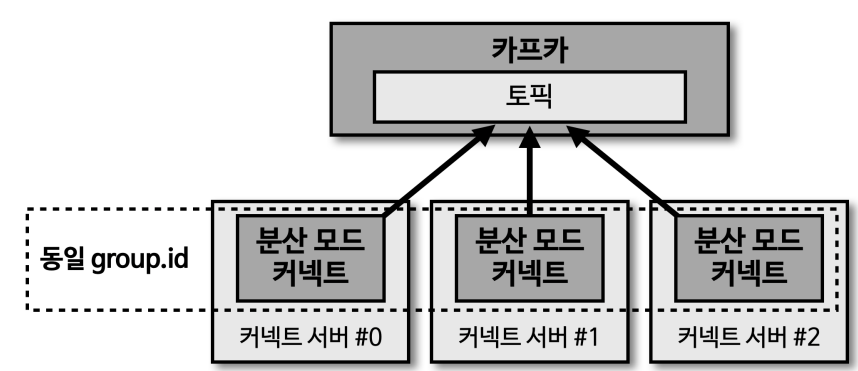 카프카
토픽
동일 group.id
분산 모드
커넥트
분산 모드
커넥트
분산 모드
커넥트
커넥트 서버 #0
커넥트 서버 #1
커넥트 서버 #2